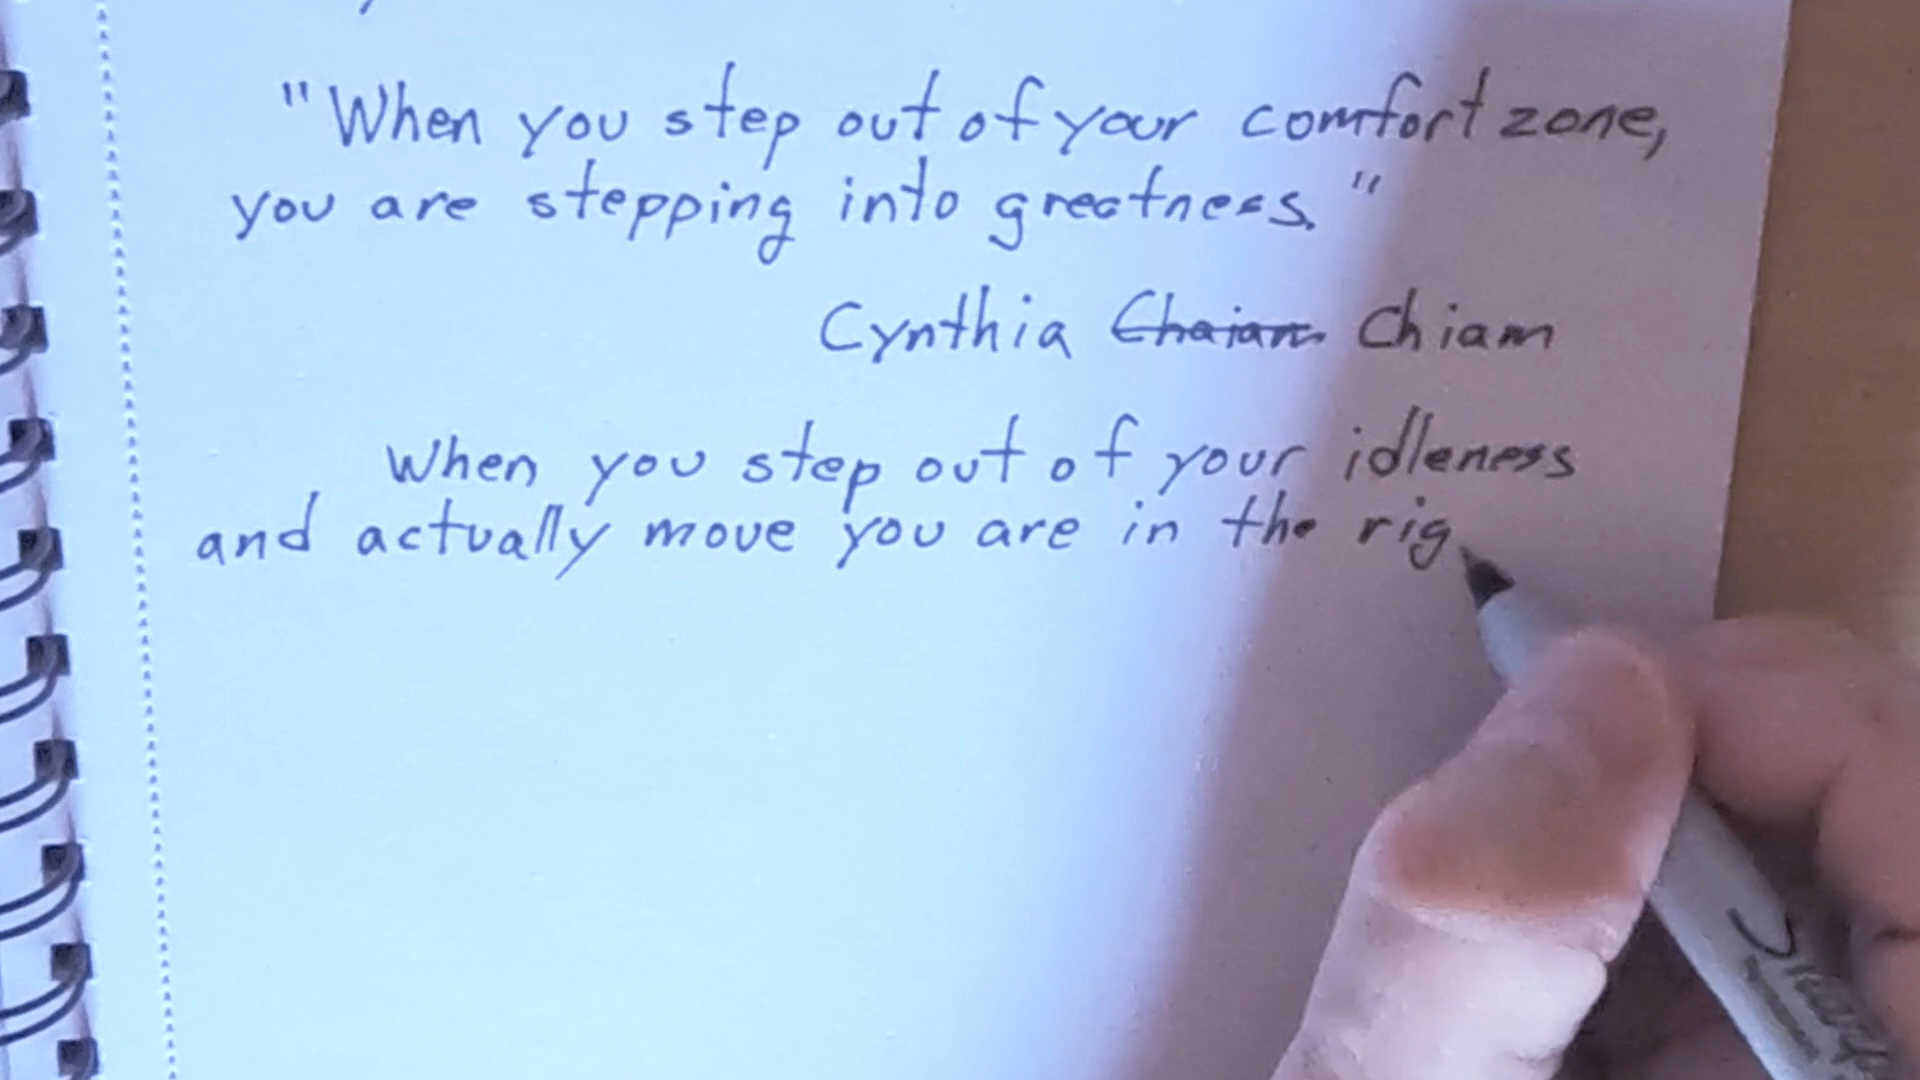 "When you step out of your comfort zone,
you are stepping into greatness."
Cynthia Chaiam Chiam
When you step out of your idleness
and actually move you are in the rig